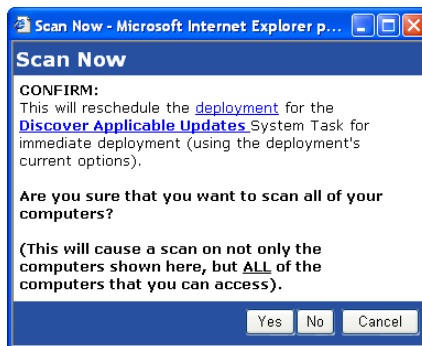 Scan Now - Microsoft Internet Explorer p...
Scan Now
CONFIRM:
This will reschedule the deployment for the
Discover Applicable Updates System Task for
immediate deployment (using the deployment's
current options).
Are you sure that you want to scan all of your
computers?
(This will cause a scan on not only the
computers shown here, but ALL of the
computers that you can access).
Yes No Cancel